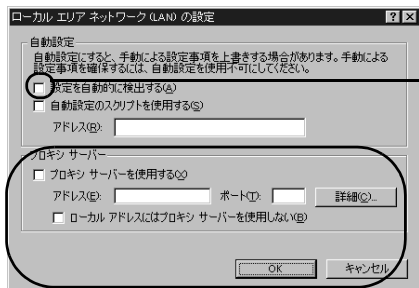 ローカル エリア ネットワーク (LAN) の設定
自動設定
自動設定にすると、手動による設定事項を上書きする場合があります。手動による
設定事項を確保するには、自動設定を使用不可にしてください。
設定を自動的に検出する(A)
自動設定のスクリプトを使用する(S)
アドレス(R):
プロキシ サーバー
プロキシ サーバーを使用する(X)
アドレス(E): ポート(T): 詳細(C)...
ローカル アドレスにはプロキシ サーバーを使用しない(B)
OK キャンセル